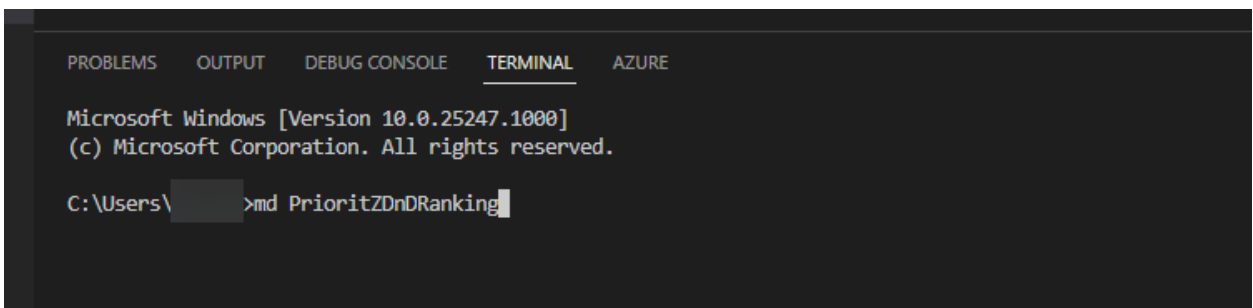 PROBLEMS OUTPUT DEBUG CONSOLE TERMINAL AZURE
Microsoft Windows [Version 10.0.25247.1000]
(c) Microsoft Corporation. All rights reserved.
C:\Users\ >md PrioritZDnDRanking